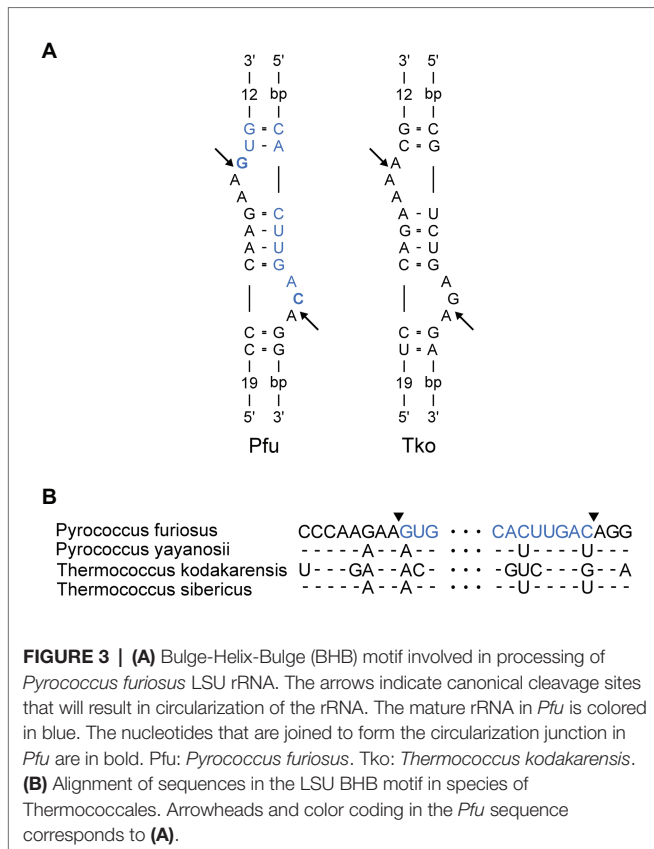 A
3' 5' 3' 5'
12 bp 12 bp
G = C G = C
U - A C = G
G A
A A
A A
G = C A - U
A - U G = C
A - U A - U
C = G C = G
A A
C G
A A
C = G C = G
C = G U = A
19 bp 19 bp
5' 3' 5' 3'
Pfu Tko
B
Pyrococcus furiosus CCCAAGAAGUG · · · CACUUGACAGG
Pyrococcus yayanosii - - - - - A - - A - - · · · - - U - - - U - - -
Thermococcus kodakarensis U - - - GA - - AC - · · · - GUC - - - G - - A
Thermococcus sibericus - - - - - A - - A - - · · · - - U - - - U - - -
FIGURE 3 | (A) Bulge-Helix-Bulge (BHB) motif involved in processing of
Pyrococcus furiosus LSU rRNA. The arrows indicate canonical cleavage sites
that will result in circularization of the rRNA. The mature rRNA in Pfu is colored
in blue. The nucleotides that are joined to form the circularization junction in
Pfu are in bold. Pfu: Pyrococcus furiosus. Tko: Thermococcus kodakarensis.
(B) Alignment of sequences in the LSU BHB motif in species of
Thermococcales. Arrowheads and color coding in the Pfu sequence
corresponds to (A).